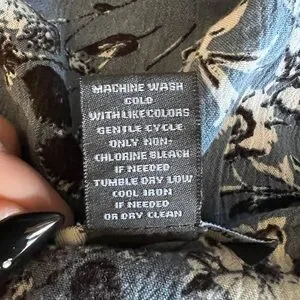 MACHINE WASH
COLD
WITH LIKE COLORS
GENTLE CYCLE
ONLY NON-
CHLORINE BLEACH
IF NEEDED
TUMBLE DRY LOW
COOL IRON
IF NEEDED
OR DRY CLEAN